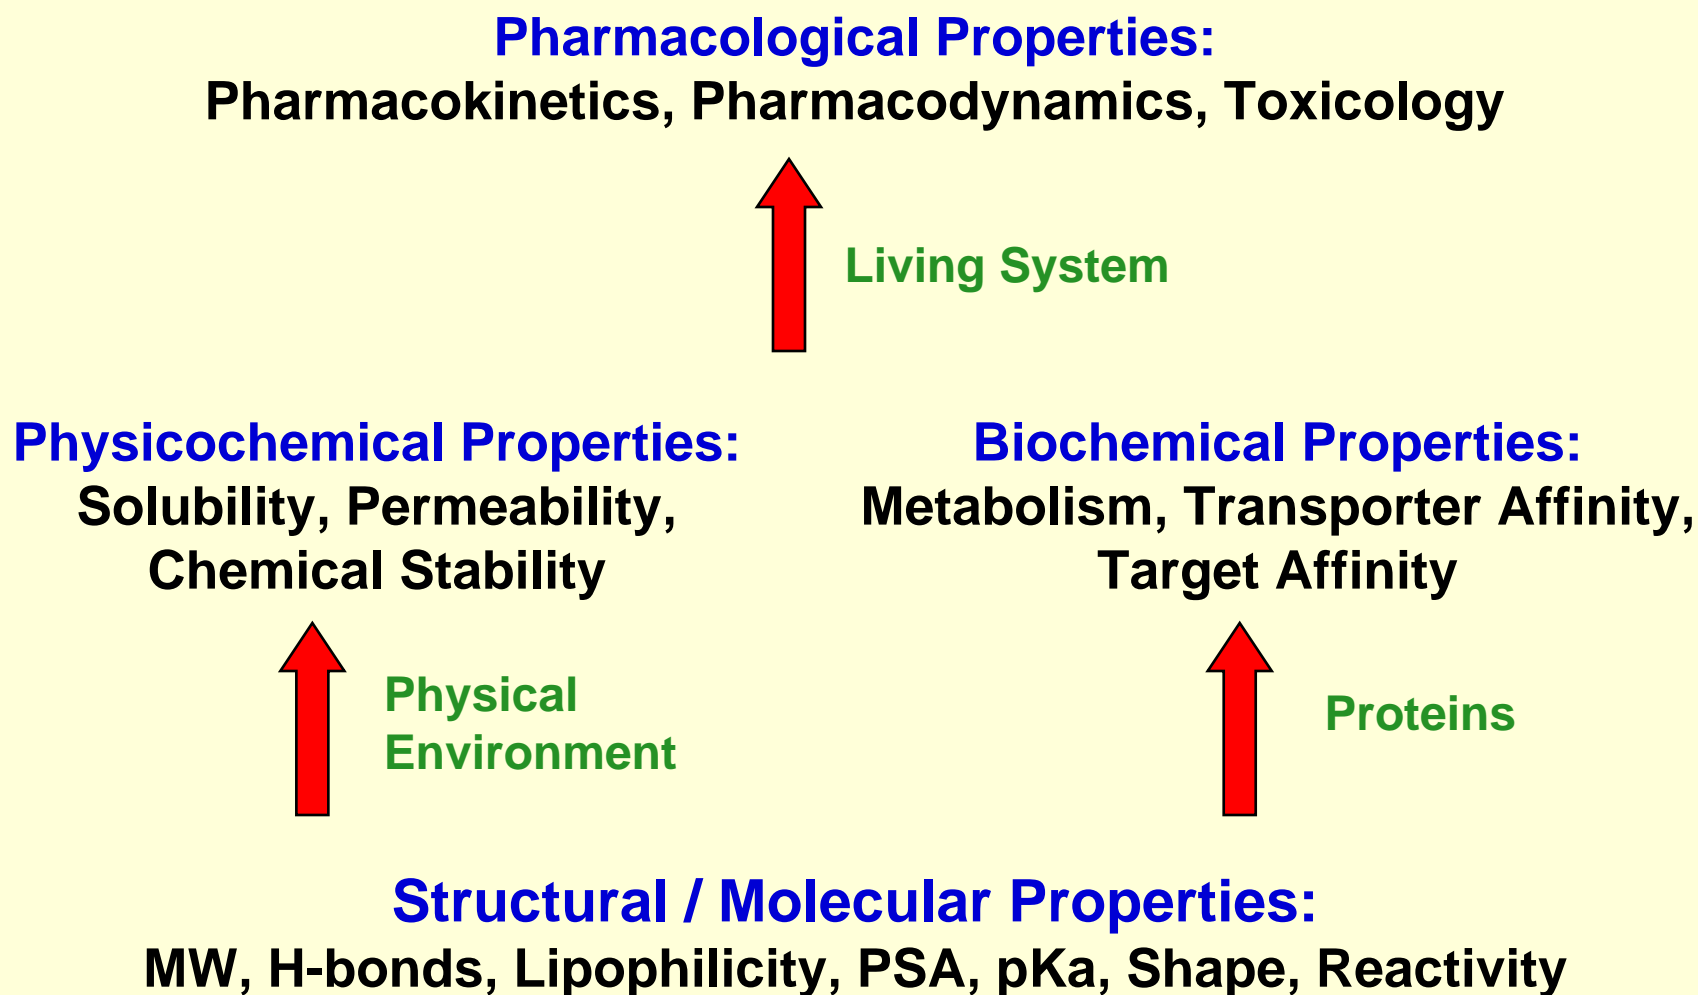 Pharmacological Properties:
Pharmacokinetics, Pharmacodynamics, Toxicology
Living System
Physicochemical Properties:
Solubility, Permeability,
Chemical Stability
Biochemical Properties:
Metabolism, Transporter Affinity,
Target Affinity
Physical
Environment
Proteins
Structural / Molecular Properties:
MW, H-bonds, Lipophilicity, PSA, pKa, Shape, Reactivity